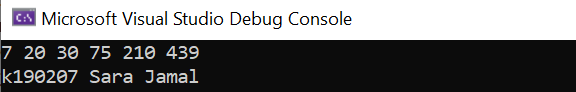 C:\ Microsoft Visual Studio Debug Console
7 20 30 75 210 439
k190207 Sara Jamal